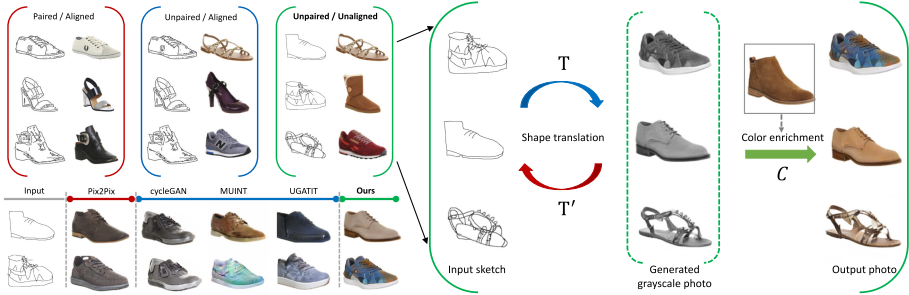 Paired / Aligned
Unpaired / Aligned
Unpaired / Unaligned
Input
Pix2Pix
cycleGAN
MUINT
UGATIT
Ours
T
Shape translation
T′
Input sketch
Generated
grayscale photo
Color enrichment
C
Output photo